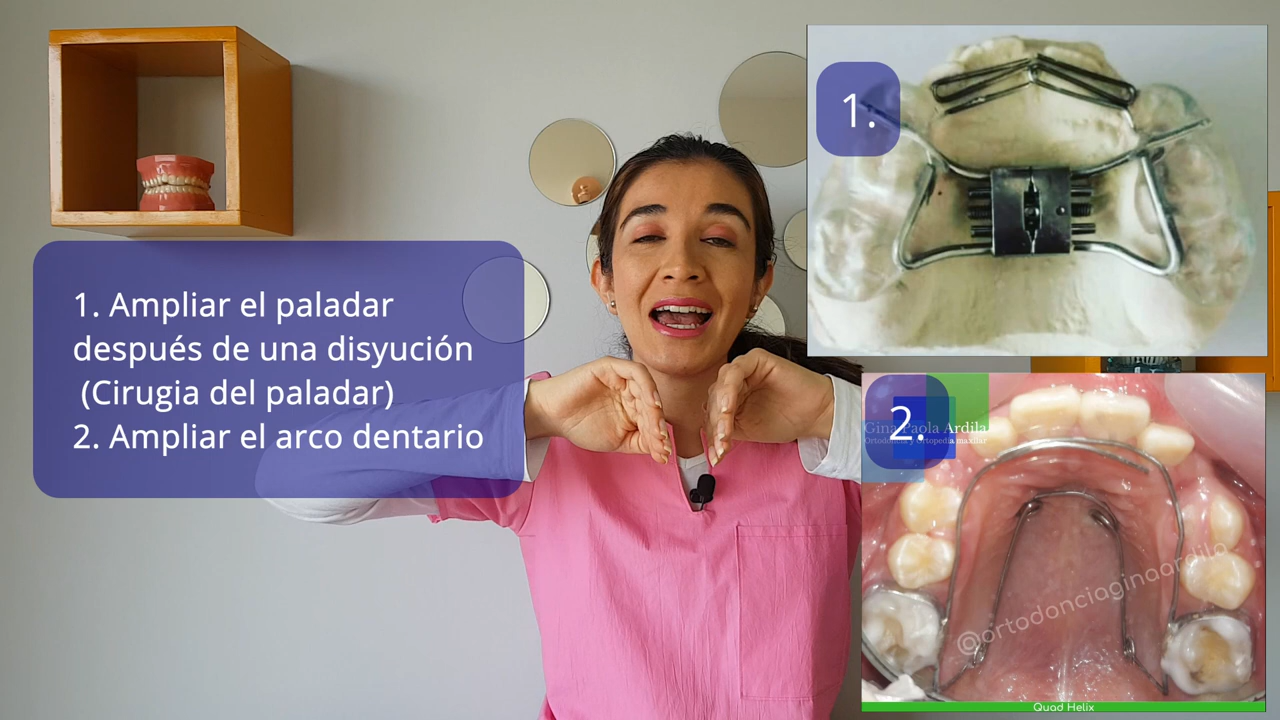 1. Ampliar el paladar
después de una disyución
(Cirugia del paladar)
2. Ampliar el arco dentario
1.
2.
Gina Paola Ardila
Ortodoncia y Ortopedia maxilar
@ortodonciaginaardila
Quad Helix